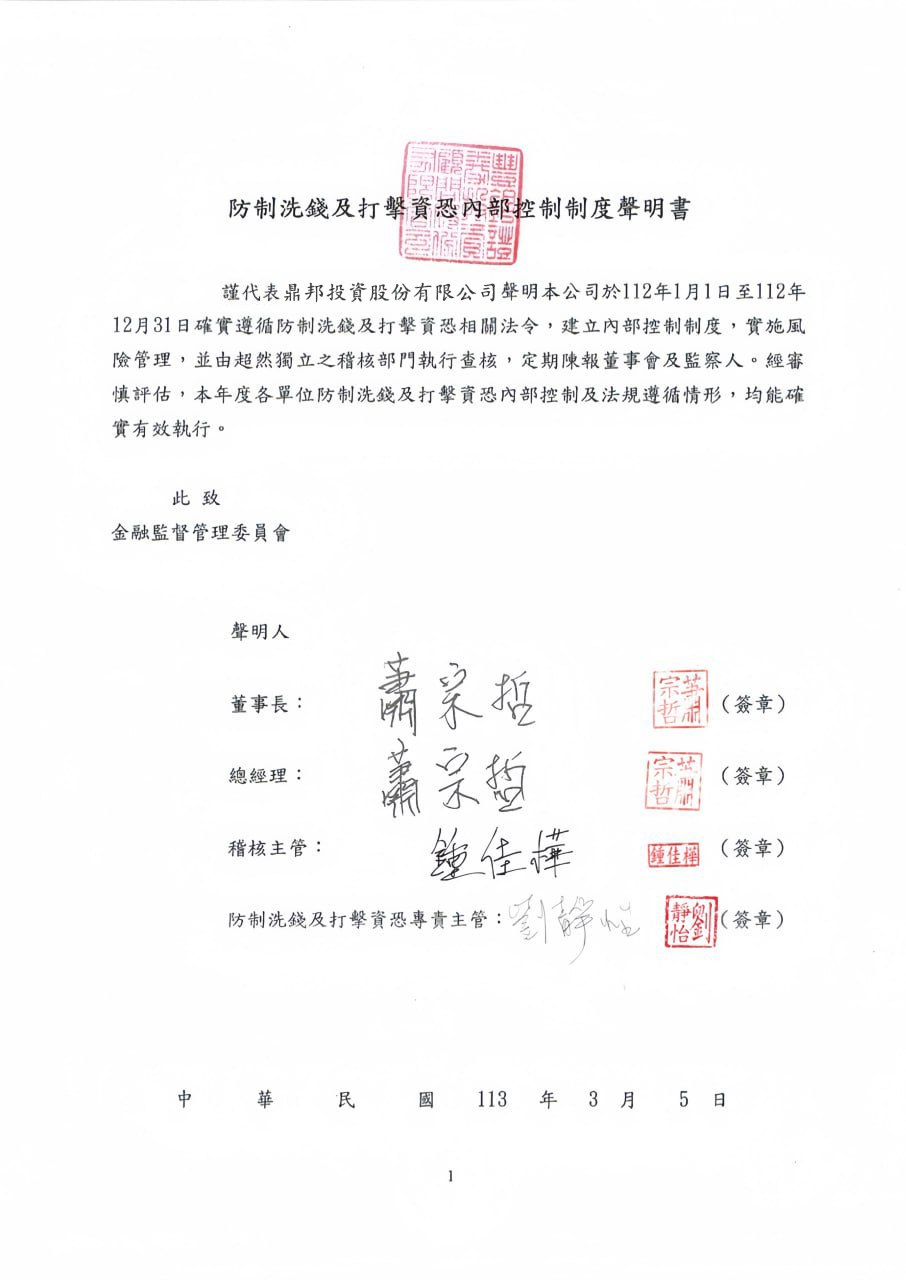 防制洗錢及打擊資恐內部控制制度聲明書
謹代表鼎邦投資股份有限公司聲明本公司於112年1月1日至112年
12月31日確實遵循防制洗錢及打擊資恐相關法令，建立內部控制制度，實施風
險管理，並由超然獨立之稽核部門執行查核，定期陳報董事會及監察人。經審
慎評估，本年度各單位防制洗錢及打擊資恐內部控制及法規遵循情形，均能確
實有效執行。
此 致
金融監督管理委員會
聲明人
董事長： 蕭宗哲 蕭宗哲 （簽章）
總經理： 蕭宗哲 蕭宗哲 （簽章）
稽核主管： 鍾佳樺 鍾佳樺 （簽章）
防制洗錢及打擊資恐專責主管： 劉靜怡 劉靜怡 （簽章）
中 華 民 國 113 年 3 月 5 日
1